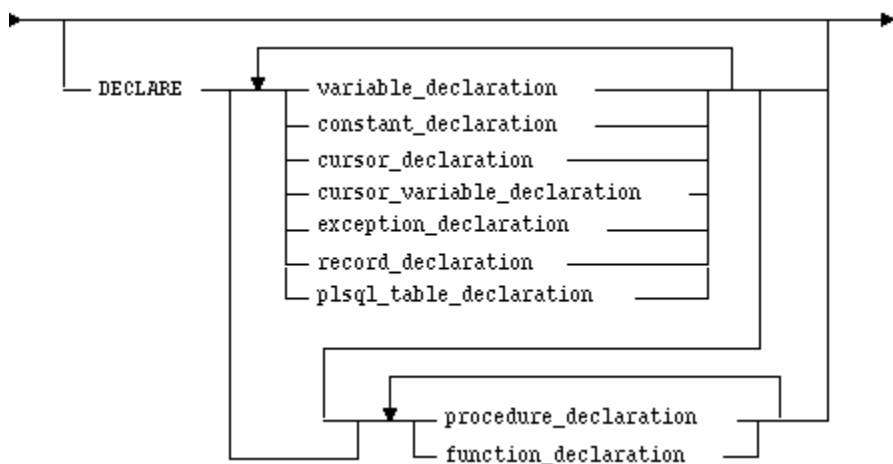 DECLARE
variable_declaration
constant_declaration
cursor_declaration
cursor_variable_declaration
exception_declaration
record_declaration
plsql_table_declaration
procedure_declaration
function_declaration